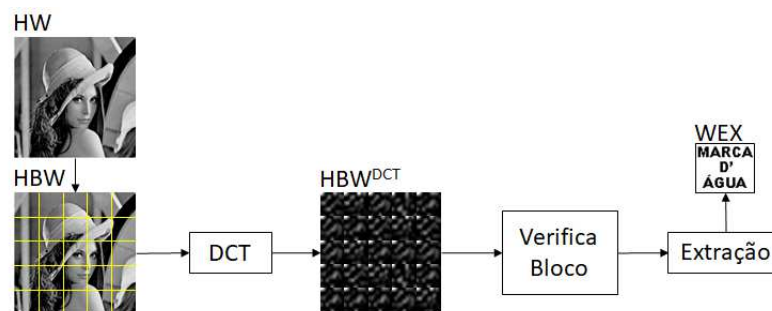 HW
HBW
DCT
HBW^DCT
Verifica
Bloco
Extração
WEX
MARCA
D'
ÁGUA